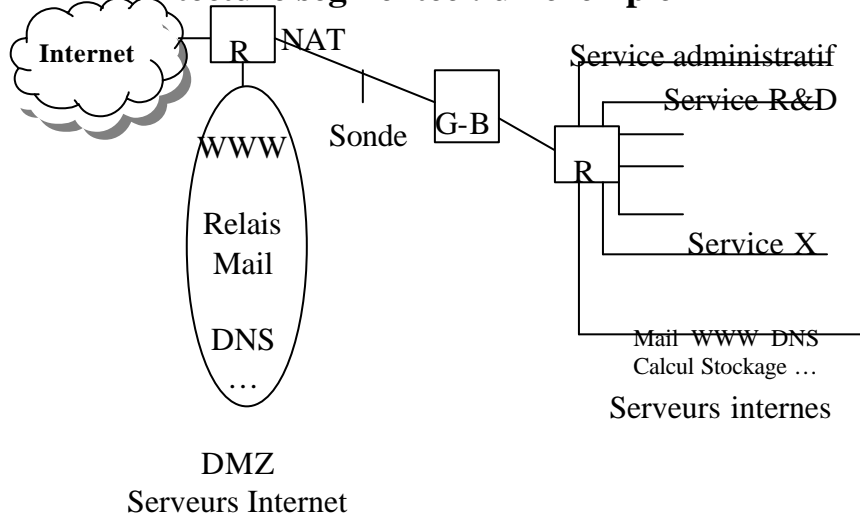 Internet
R
NAT
Sonde
G-B
R
Service administratif
Service R&D
Service X
Mail WWW DNS
Calcul Stockage …
Serveurs internes
WWW
Relais
Mail
DNS
…
DMZ
Serveurs Internet